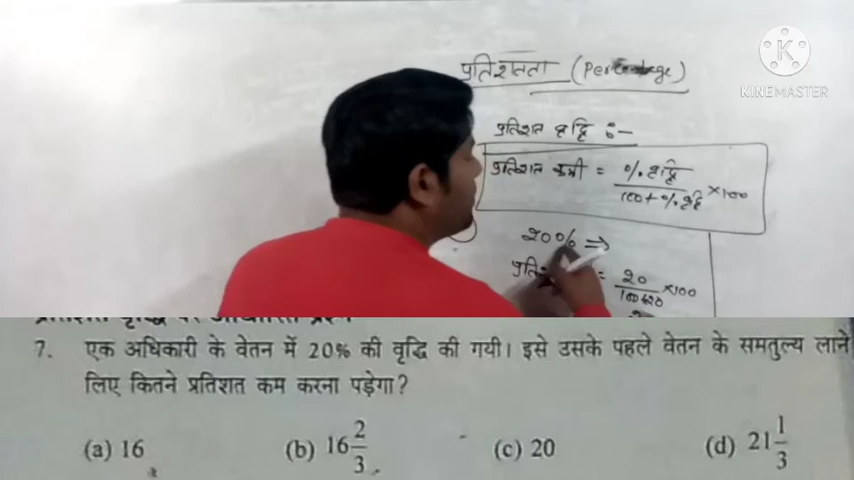 प्रतिशतता (Percentage)
KINEMASTER
प्रतिशत वृद्धि :-
प्रतिशत कमी = % वृद्धि / 100 + % वृद्धि × 100
20% ⇒
= 20 / 100+20 × 100
7. एक अधिकारी के वेतन में 20% की वृद्धि की गयी। इसे उसके पहले वेतन के समतुल्य लाने
लिए कितने प्रतिशत कम करना पड़ेगा?
(a) 16 (b) 16 2/3 (c) 20 (d) 21 1/3